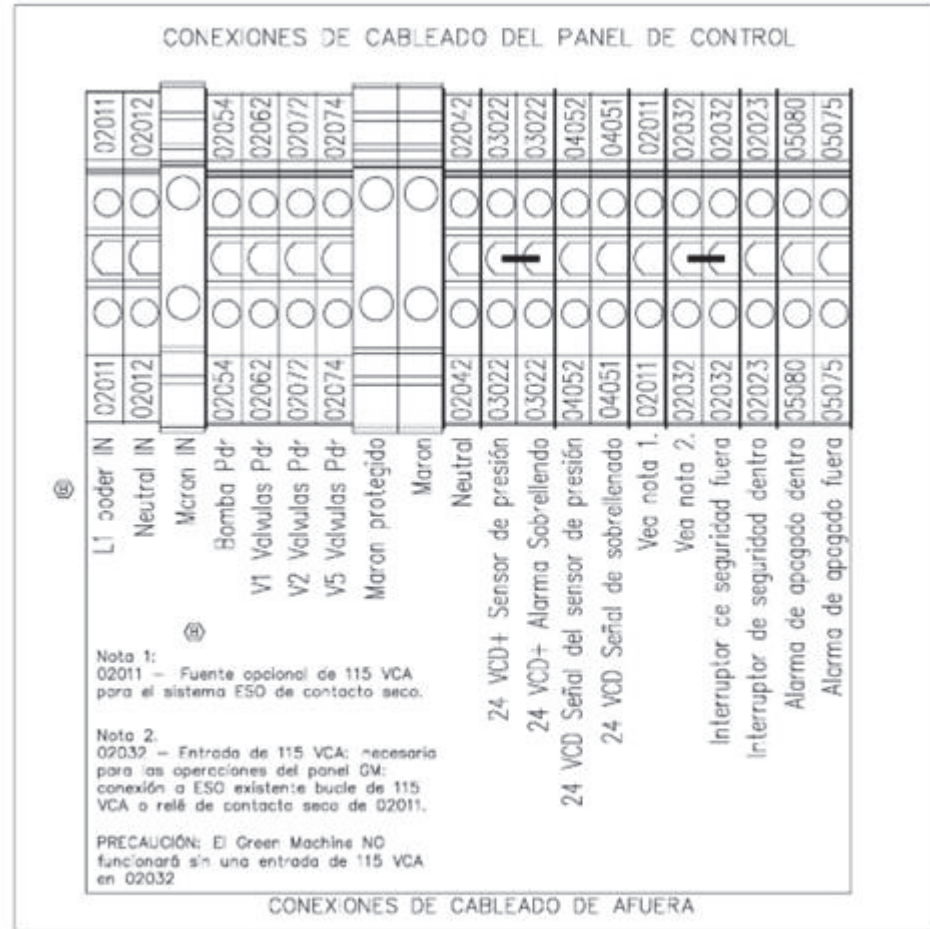 CONEXIONES DE CABLEADO DEL PANEL DE CONTROL
02011
02012
02054
02062
02072
02074
02042
03022
03022
04052
04051
02011
02032
02032
02023
05080
05075
02011
02012
02054
02062
02072
02074
02042
03022
03022
04052
04051
02011
02032
02032
02023
05080
05075
L1 poder IN
Neutral IN
Maron IN
Bomba Pdr
V1 Valvulas Pdr
V2 Valvulas Pdr
V5 Valvulas Pdr
Maron protegido
Maron
Neutral
24 VCD+ Sensor de presión
24 VCD+ Alarma Sobrellendo
24 VCD Señal del sensor de presión
24 VCD Señal de sobrellenado
Vea nota 1.
Vea nota 2.
Interruptor de seguridad fuera
Interruptor de seguridad dentro
Alarma de apagado dentro
Alarma de apagado fuera
Nota 1:
02011 – Fuente opcional de 115 VCA
para el sistema ESO de contacto seco.
Nota 2.
02032 – Entrada de 115 VCA: necesaria
para las operaciones del panel GM:
conexión a ESO existente bucle de 115
VCA o relé de contacto seco de 02011.
PRECAUCIÓN: El Green Machine NO
funcionará sin una entrada de 115 VCA
en 02032
CONEXIONES DE CABLEADO DE AFUERA